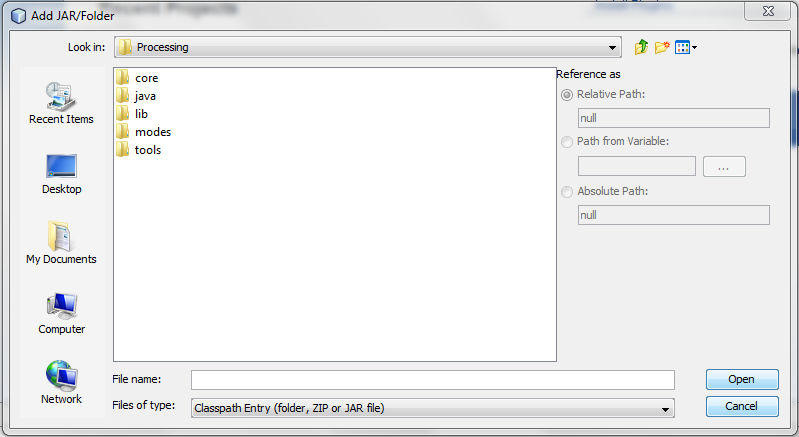 Recent Projects
Add JAR/Folder
Look in:
Processing
Recent Items
Desktop
My Documents
Computer
Network
core
java
lib
modes
tools
Reference as
Relative Path:
null
Path from Variable:
...
Absolute Path:
null
File name:
Open
Files of type:
Classpath Entry (folder, ZIP or JAR file)
Cancel